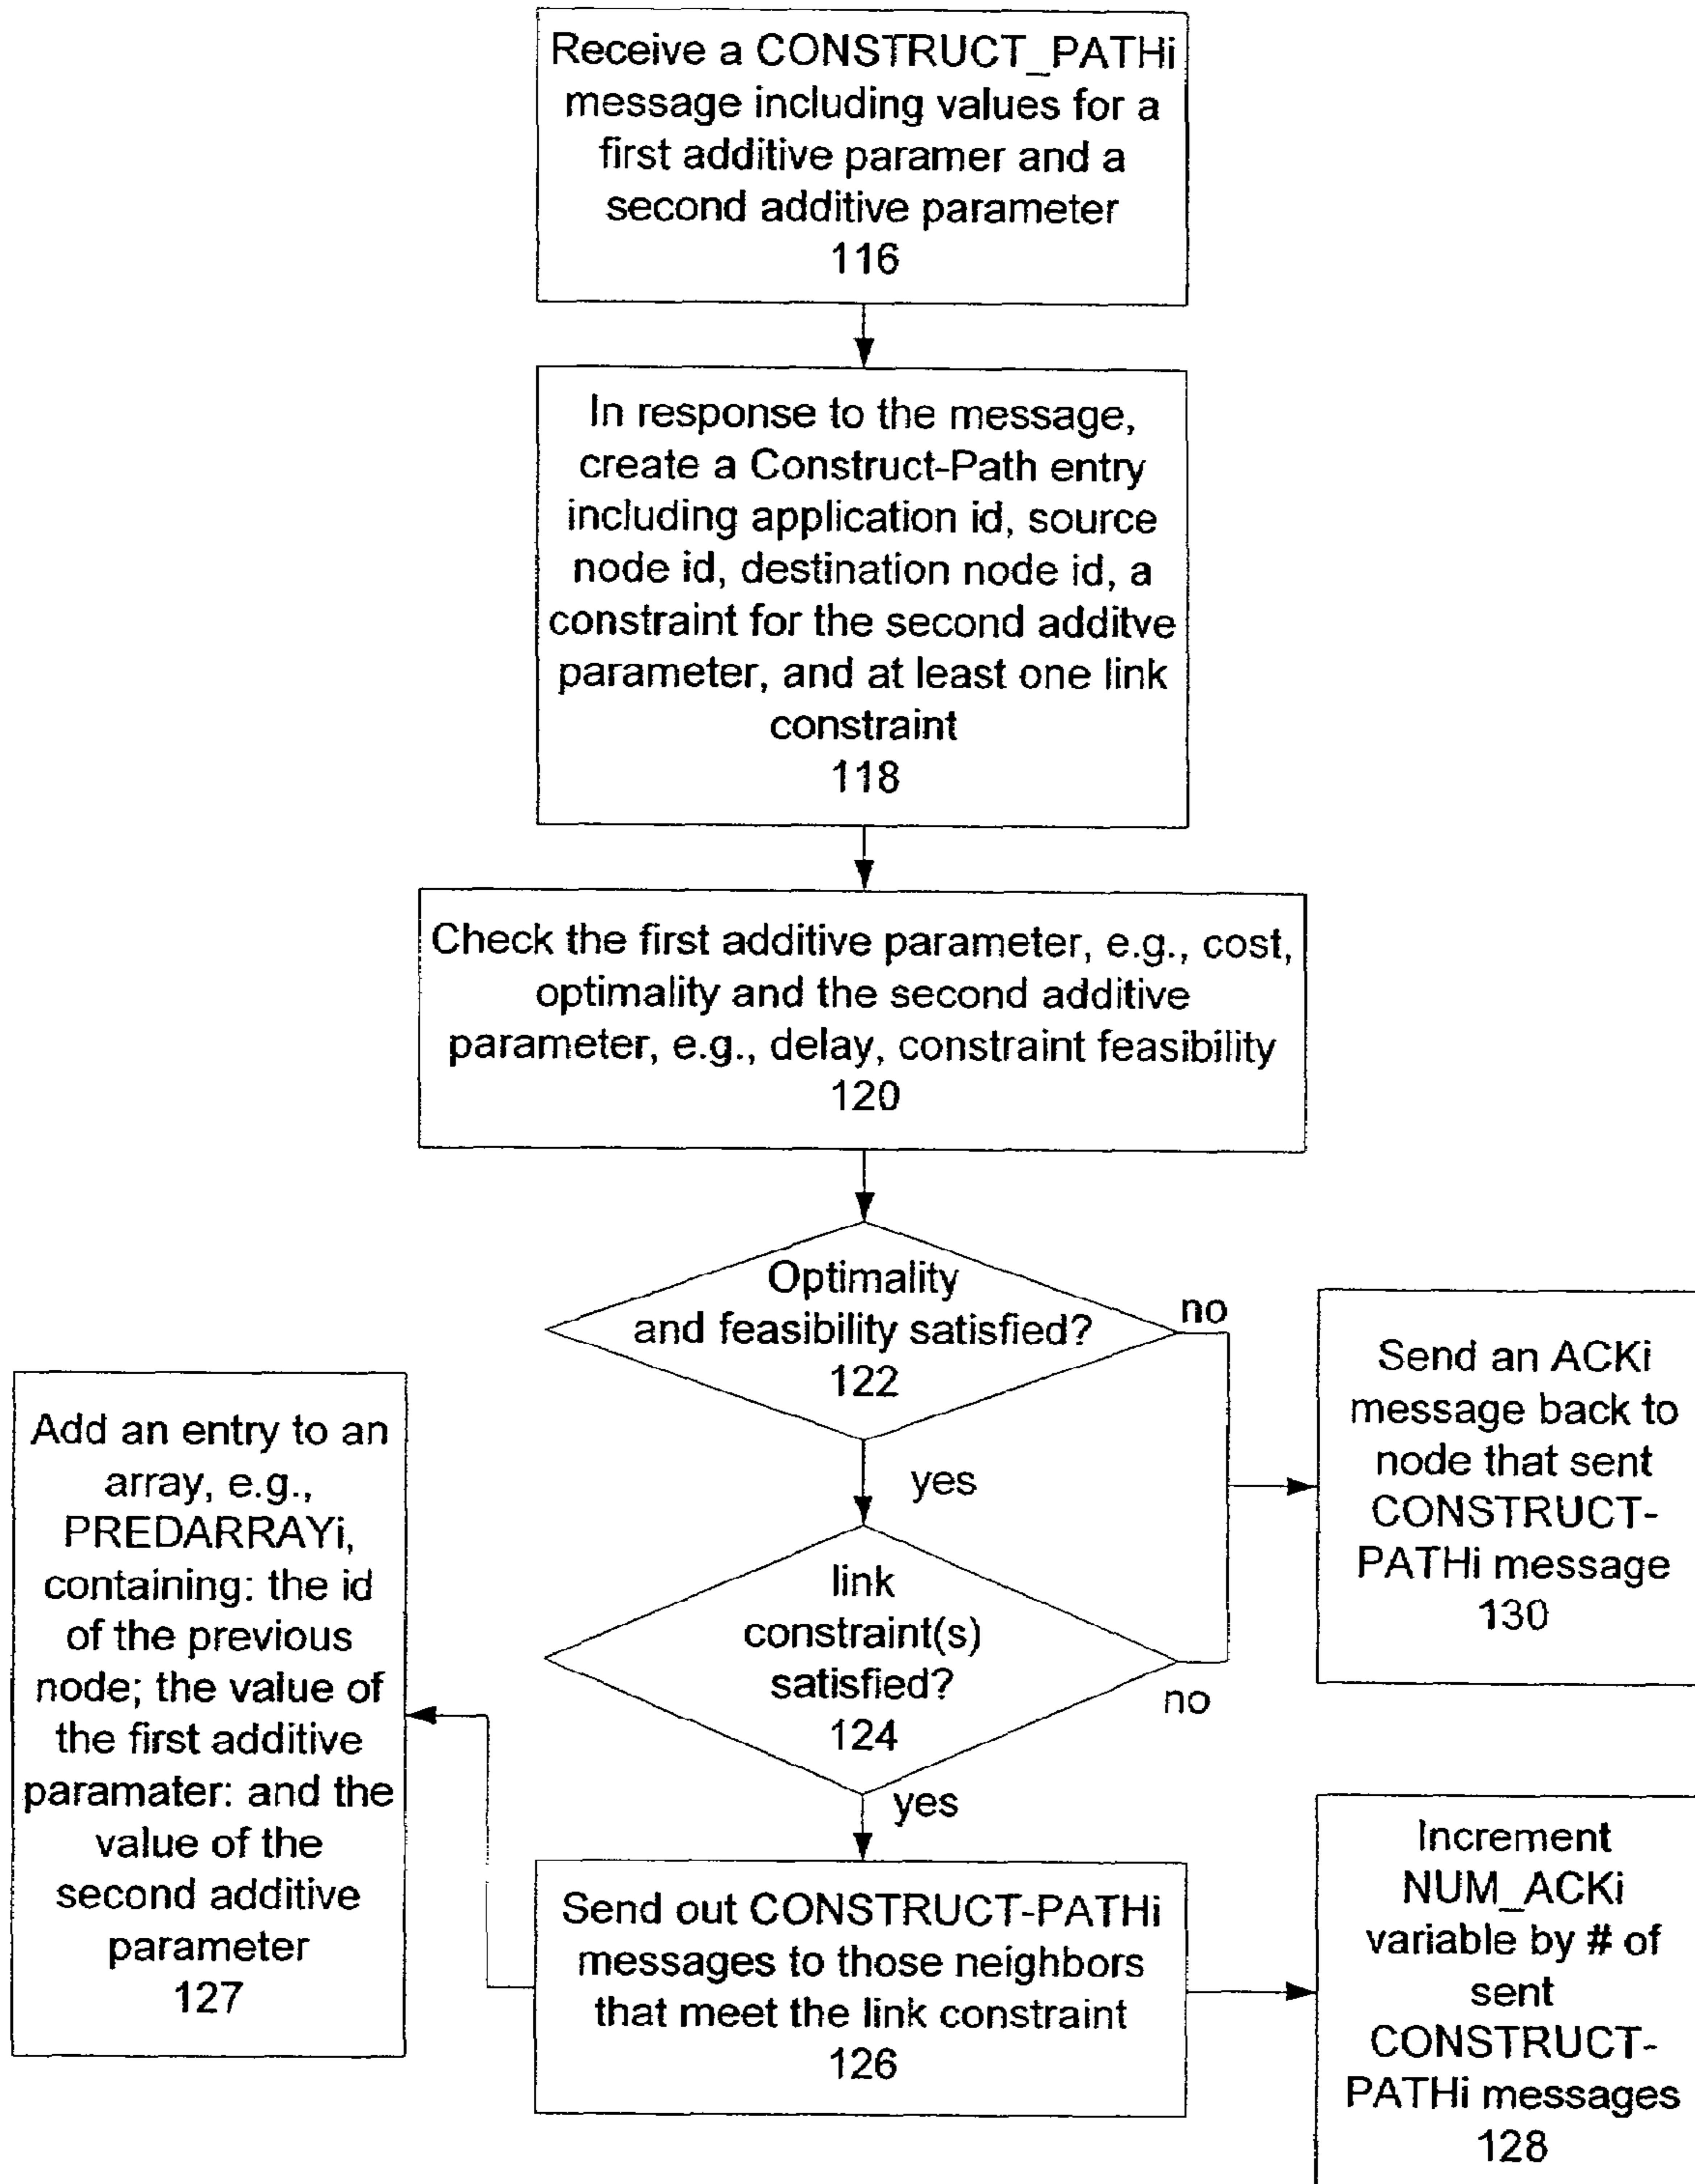 Receive a CONSTRUCT_PATHi
message including values for a
first additive paramer and a
second additive parameter
116
In response to the message,
create a Construct-Path entry
including application id, source
node id, destination node id, a
constraint for the second additve
parameter, and at least one link
constraint
118
Check the first additive parameter, e.g., cost,
optimality and the second additive
parameter, e.g., delay, constraint feasibility
120
Optimality
and feasibility satisfied?
122
no
yes
Send an ACKi
message back to
node that sent
CONSTRUCT-
PATHi message
130
link
constraint(s)
satisfied?
124
no
yes
Add an entry to an
array, e.g.,
PREDARRAYi,
containing: the id
of the previous
node; the value of
the first additive
paramater: and the
value of the
second additive
parameter
127
Send out CONSTRUCT-PATHi
messages to those neighbors
that meet the link constraint
126
Increment
NUM_ACKi
variable by # of
sent
CONSTRUCT-
PATHi messages
128